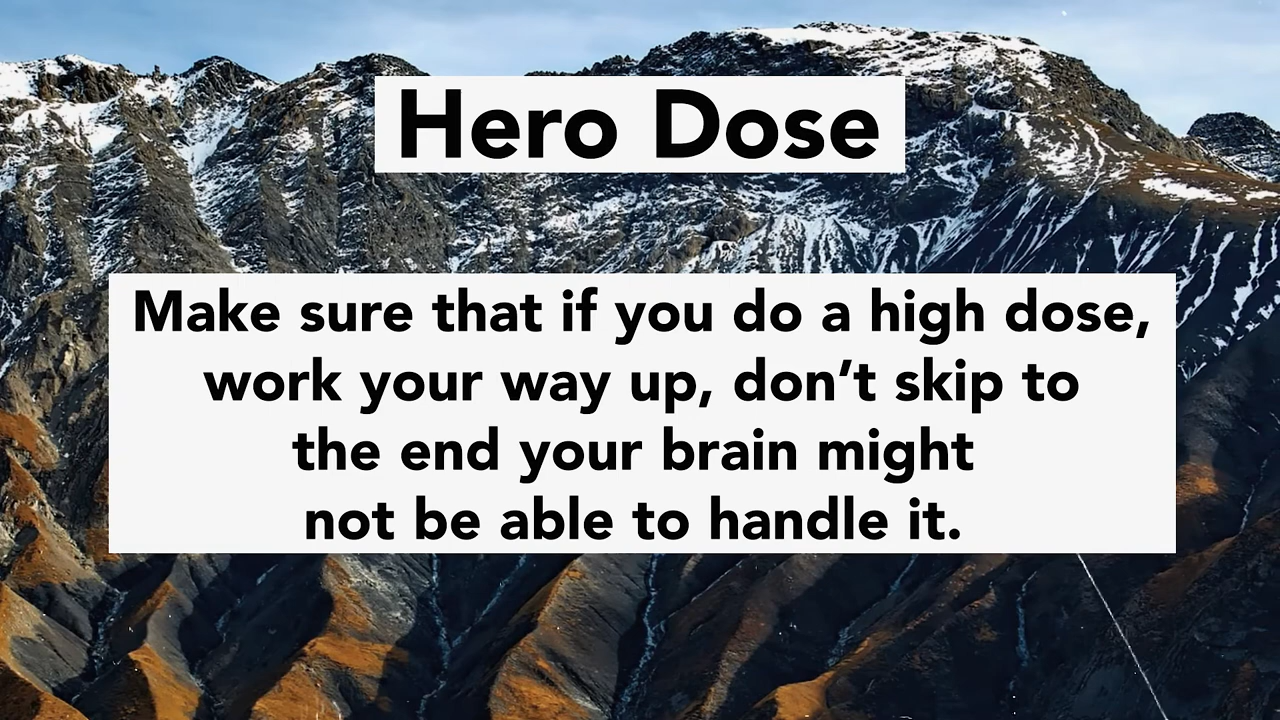 Hero Dose
Make sure that if you do a high dose,
work your way up, don’t skip to
the end your brain might
not be able to handle it.